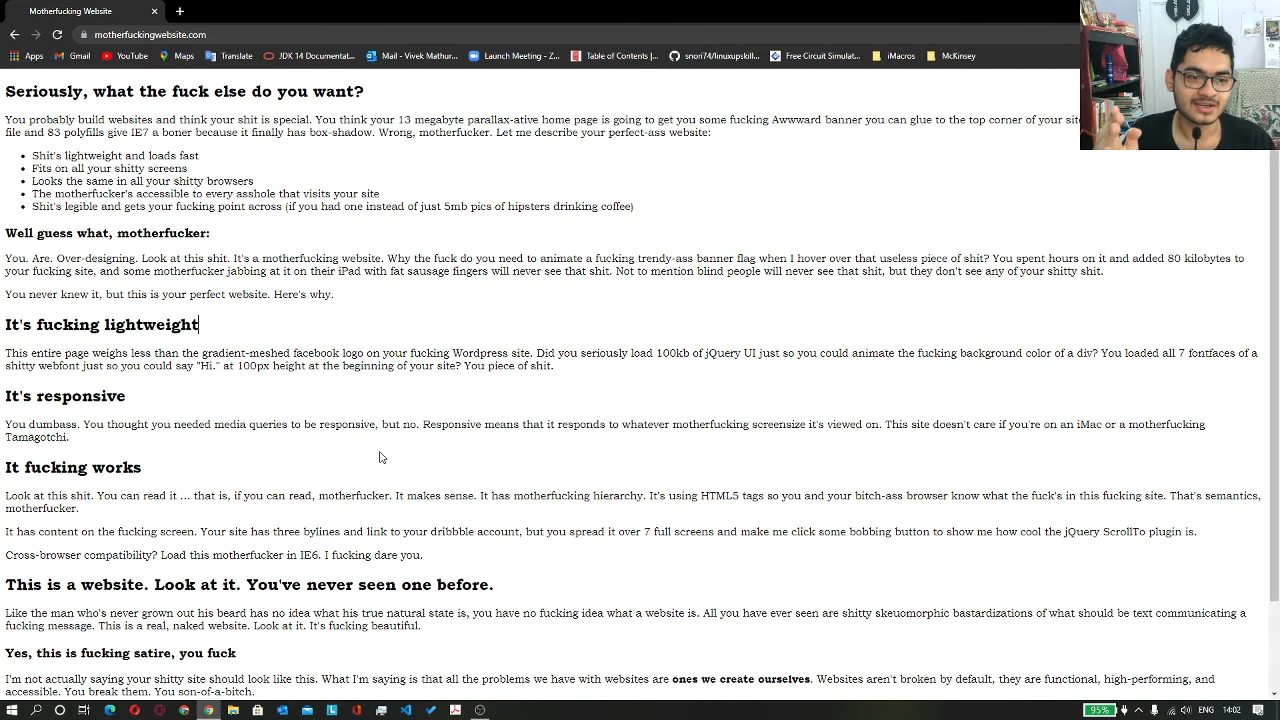 Motherfucking Website
motherfuckingwebsite.com
Apps Gmail YouTube Maps Translate JDK 14 Documentat... Mail - Vivek Mathur... Launch Meeting - Z... Table of Contents |... snori74/linuxupskill... Free Circuit Simulat... iMacros McKinsey
Seriously, what the fuck else do you want?
You probably build websites and think your shit is special. You think your 13 megabyte parallax-ative home page is going to get you some fucking Awwward banner you can glue to the top corner of your site
file and 83 polyfills give IE7 a boner because it finally has box-shadow. Wrong, motherfucker. Let me describe your perfect-ass website:
Shit's lightweight and loads fast
Fits on all your shitty screens
Looks the same in all your shitty browsers
The motherfucker's accessible to every asshole that visits your site
Shit's legible and gets your fucking point across (if you had one instead of just 5mb pics of hipsters drinking coffee)
Well guess what, motherfucker:
You. Are. Over-designing. Look at this shit. It's a motherfucking website. Why the fuck do you need to animate a fucking trendy-ass banner flag when I hover over that useless piece of shit? You spent hours on it and added 80 kilobytes to
your fucking site, and some motherfucker jabbing at it on their iPad with fat sausage fingers will never see that shit. Not to mention blind people will never see that shit, but they don't see any of your shitty shit.
You never knew it, but this is your perfect website. Here's why.
It's fucking lightweight
This entire page weighs less than the gradient-meshed facebook logo on your fucking Wordpress site. Did you seriously load 100kb of jQuery UI just so you could animate the fucking background color of a div? You loaded all 7 fontfaces of a
shitty webfont just so you could say "Hi." at 100px height at the beginning of your site? You piece of shit.
It's responsive
You dumbass. You thought you needed media queries to be responsive, but no. Responsive means that it responds to whatever motherfucking screensize it's viewed on. This site doesn't care if you're on an iMac or a motherfucking
Tamagotchi.
It fucking works
Look at this shit. You can read it ... that is, if you can read, motherfucker. It makes sense. It has motherfucking hierarchy. It's using HTML5 tags so you and your bitch-ass browser know what the fuck's in this fucking site. That's semantics,
motherfucker.
It has content on the fucking screen. Your site has three bylines and link to your dribbble account, but you spread it over 7 full screens and make me click some bobbing button to show me how cool the jQuery ScrollTo plugin is.
Cross-browser compatibility? Load this motherfucker in IE6. I fucking dare you.
This is a website. Look at it. You've never seen one before.
Like the man who's never grown out his beard has no idea what his true natural state is, you have no fucking idea what a website is. All you have ever seen are shitty skeuomorphic bastardizations of what should be text communicating a
fucking message. This is a real, naked website. Look at it. It's fucking beautiful.
Yes, this is fucking satire, you fuck
I'm not actually saying your shitty site should look like this. What I'm saying is that all the problems we have with websites are ones we create ourselves. Websites aren't broken by default, they are functional, high-performing, and
accessible. You break them. You son-of-a-bitch.
95% ENG 14:02